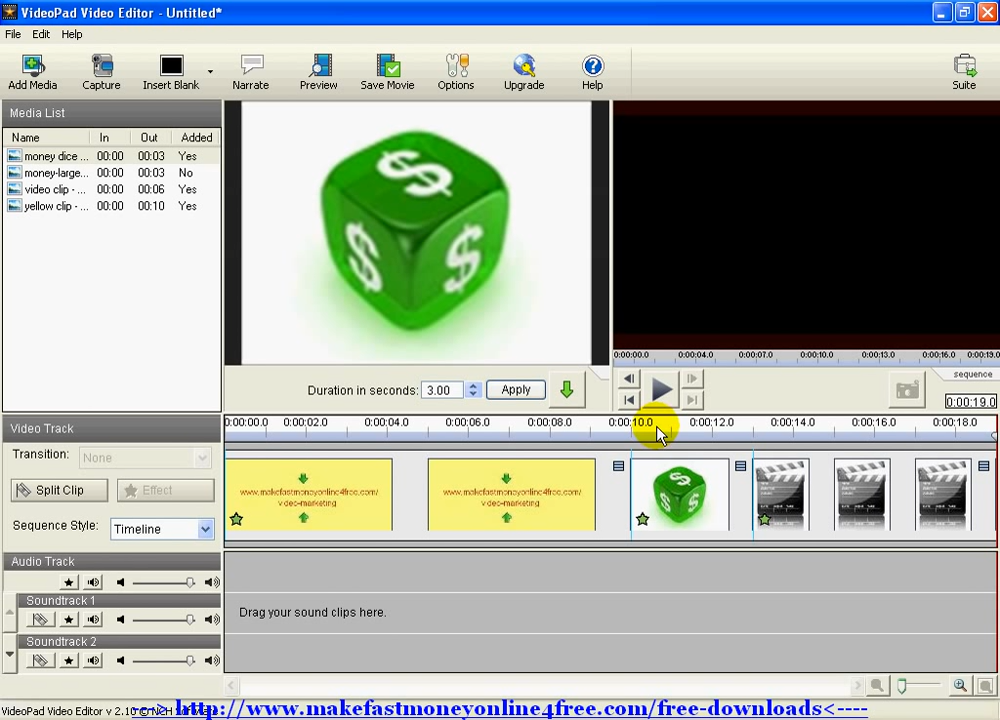 VideoPad Video Editor - Untitled*
File Edit Help
Add Media Capture Insert Blank Narrate Preview Save Movie Options Upgrade Help Suite
Media List
Name In Out Added
money dice ... 00:00 00:03 Yes
money-large... 00:00 00:03 No
video clip - ... 00:00 00:06 Yes
yellow clip - ... 00:00 00:10 Yes
$ $ $
Duration in seconds: 3.00 Apply
0:00:00.0 0:00:04.0 0:00:07.0 0:00:10.0 0:00:13.0 0:00:16.0 0:00:19.0
sequence
0:00:19.0
Video Track
0:00:00.0 0:00:02.0 0:00:04.0 0:00:06.0 0:00:08.0 0:00:10.0 0:00:12.0 0:00:14.0 0:00:16.0 0:00:18.0
Transition: None
Split Clip Effect
www.makefastmoneyonline4free.com/
video-marketing
www.makefastmoneyonline4free.com/
video-marketing
$ $ $
Sequence Style: Timeline
Audio Track
Soundtrack 1
Drag your sound clips here.
Soundtrack 2
VideoPad Video Editor v 2.10 © NCH Software
----> http://www.makefastmoneyonline4free.com/free-downloads<----